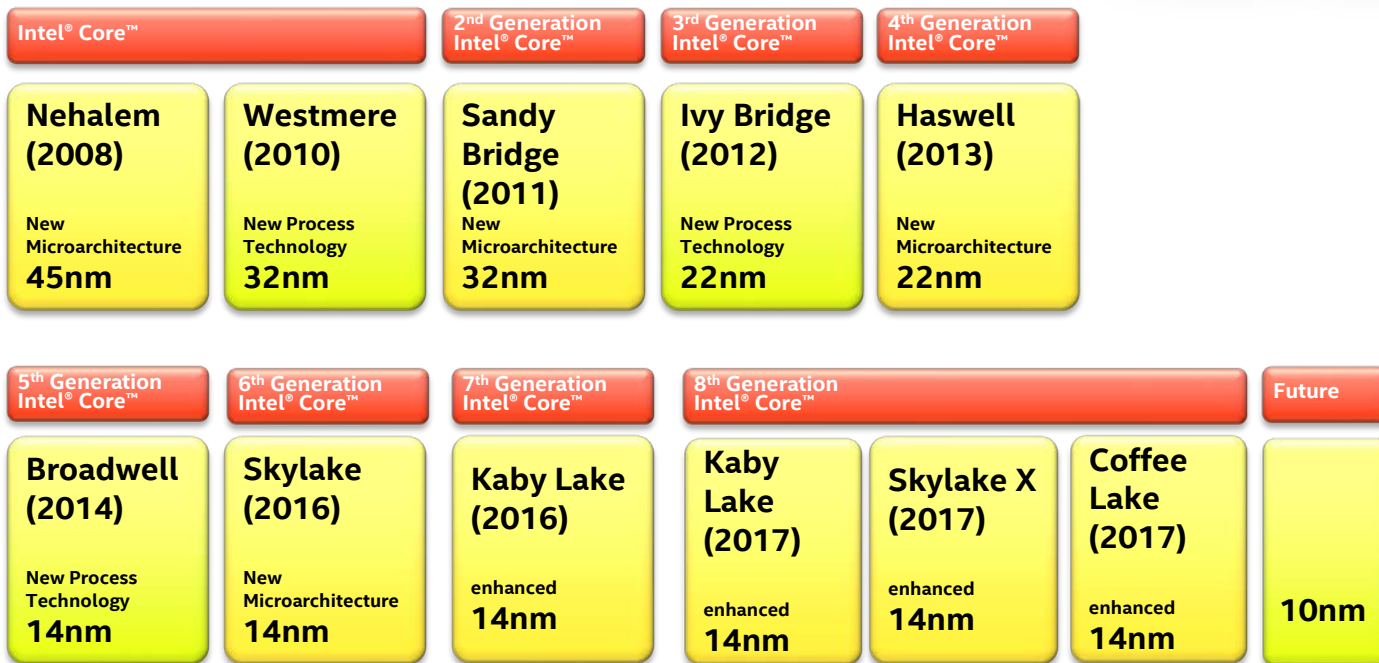 Intel® Core™
2nd Generation
Intel® Core™
3rd Generation
Intel® Core™
4th Generation
Intel® Core™
Nehalem
(2008)
New
Microarchitecture
45nm
Westmere
(2010)
New Process
Technology
32nm
Sandy
Bridge
(2011)
New
Microarchitecture
32nm
Ivy Bridge
(2012)
New Process
Technology
22nm
Haswell
(2013)
New
Microarchitecture
22nm
5th Generation
Intel® Core™
6th Generation
Intel® Core™
7th Generation
Intel® Core™
8th Generation
Intel® Core™
Future
Broadwell
(2014)
New Process
Technology
14nm
Skylake
(2016)
New
Microarchitecture
14nm
Kaby Lake
(2016)
enhanced
14nm
Kaby
Lake
(2017)
enhanced
14nm
Skylake X
(2017)
enhanced
14nm
Coffee
Lake
(2017)
enhanced
14nm
10nm